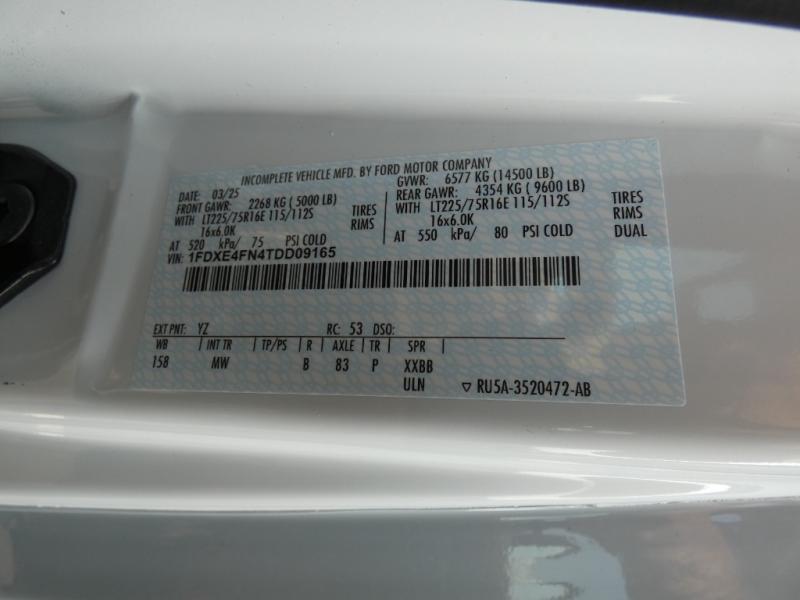 INCOMPLETE VEHICLE MFD. BY FORD MOTOR COMPANY
DATE: 03/25 GVWR: 6577 KG (14500 LB)
FRONT GAWR: 2268 KG ( 5000 LB) REAR GAWR: 4354 KG ( 9600 LB)
WITH LT225/75R16E 115/112S TIRES WITH LT225/75R16E 115/112S TIRES
16x6.0K RIMS 16x6.0K RIMS
AT 520 kPa/ 75 PSI COLD AT 550 kPa/ 80 PSI COLD DUAL
VIN: 1FDXE4FN4TDD09165
EXT PNT: YZ RC: 53 DSO:
WB INT TR TP/PS R AXLE TR SPR
158 MW B 83 P XXBB
ULN ▽ RU5A-3520472-AB